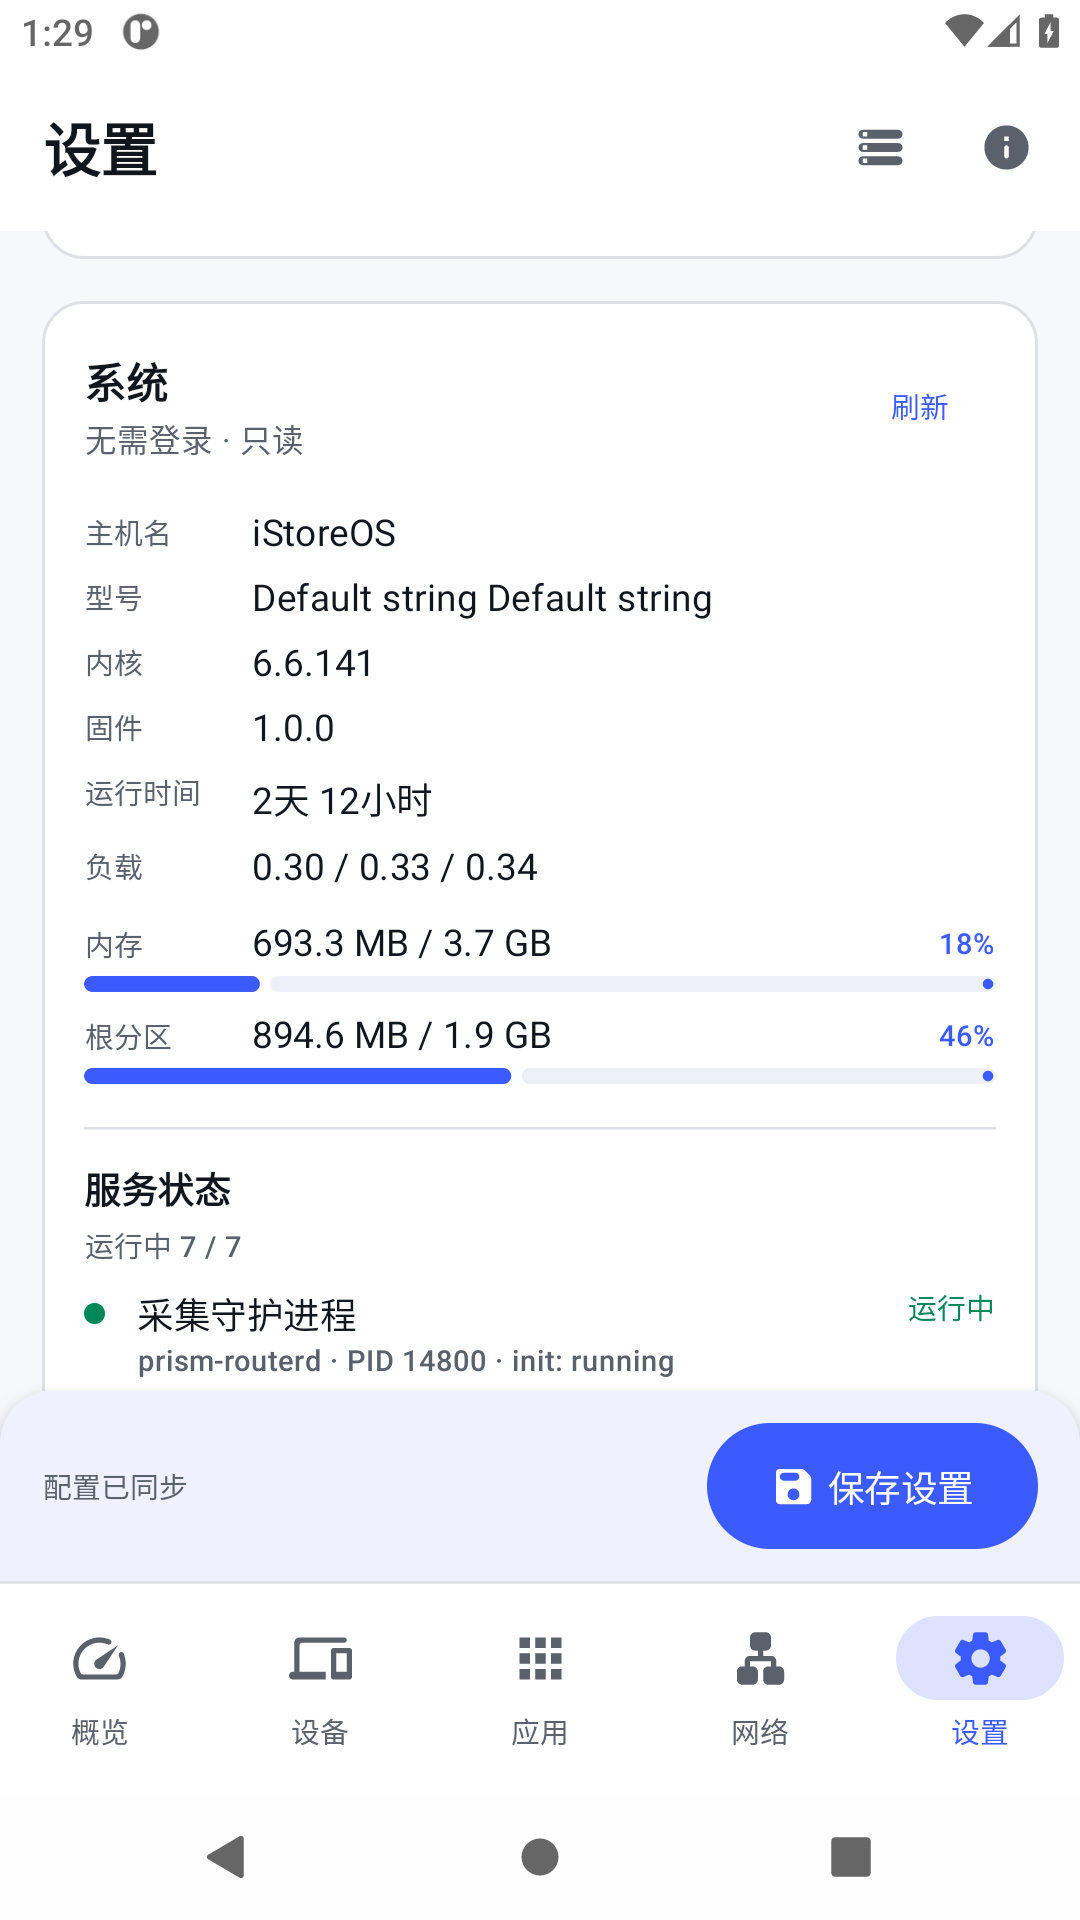 1:29
设置
系统
无需登录 · 只读
刷新
主机名 iStoreOS
型号 Default string Default string
内核 6.6.141
固件 1.0.0
运行时间 2天 12小时
负载 0.30 / 0.33 / 0.34
内存 693.3 MB / 3.7 GB 18%
根分区 894.6 MB / 1.9 GB 46%
服务状态
运行中 7 / 7
采集守护进程 运行中
prism-routerd · PID 14800 · init: running
配置已同步 保存设置
概览 设备 应用 网络 设置